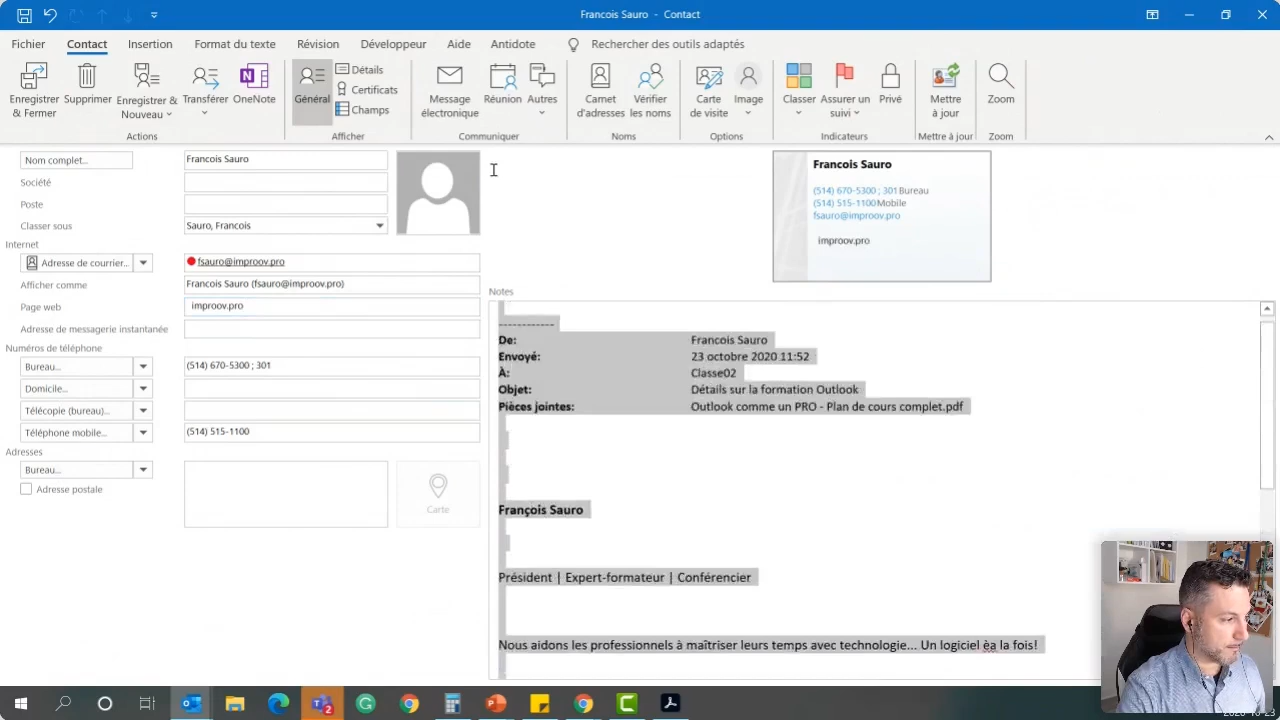 Francois Sauro - Contact
Fichier Contact Insertion Format du texte Révision Développeur Aide Antidote Rechercher des outils adaptés
Enregistrer & Fermer
Supprimer
Enregistrer & Nouveau
Transférer
OneNote
Actions
Général
Détails
Certificats
Champs
Afficher
Message électronique
Réunion
Autres
Communiquer
Carnet d'adresses
Vérifier les noms
Noms
Carte de visite
Image
Options
Classer
Assurer un suivi
Privé
Indicateurs
Mettre à jour
Mettre à jour
Zoom
Zoom
Nom complet... Francois Sauro
Société
Poste
Classer sous Sauro, Francois
Internet
Adresse de courrier... fsauro@improov.pro
Afficher comme Francois Sauro (fsauro@improov.pro)
Page web improov.pro
Adresse de messagerie instantanée
Numéros de téléphone
Bureau... (514) 670-5300 ; 301
Domicile...
Télécopie (bureau)...
Téléphone mobile... (514) 515-1100
Adresses
Bureau...
Adresse postale
Carte
Francois Sauro
(514) 670-5300 ; 301 Bureau
(514) 515-1100 Mobile
fsauro@improov.pro
improov.pro
Notes
------------
De: Francois Sauro
Envoyé: 23 octobre 2020 11:52
À: Classe02
Objet: Détails sur la formation Outlook
Pièces jointes: Outlook comme un PRO - Plan de cours complet.pdf
François Sauro
Président | Expert-formateur | Conférencier
Nous aidons les professionnels à maîtriser leurs temps avec technologie... Un logiciel èa la fois!